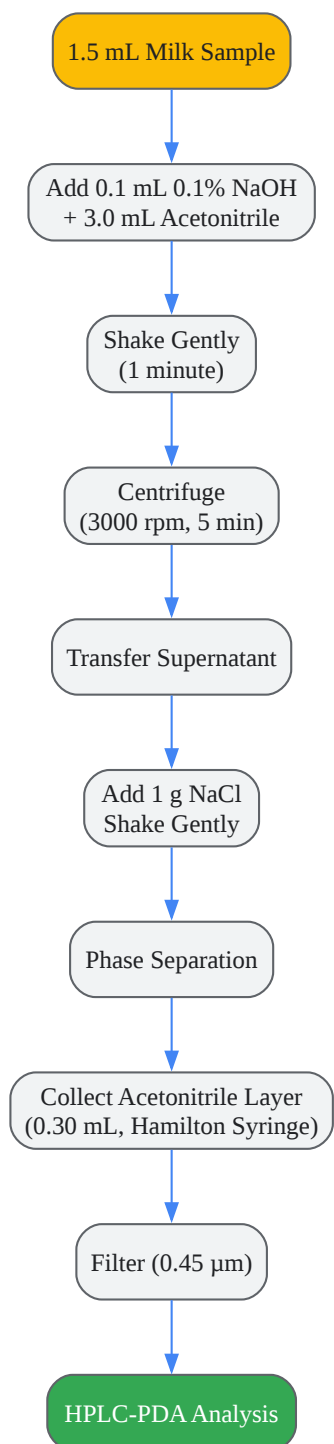 1.5 mL Milk Sample
Add 0.1 mL 0.1% NaOH
+ 3.0 mL Acetonitrile
Shake Gently
(1 minute)
Centrifuge
(3000 rpm, 5 min)
Transfer Supernatant
Add 1 g NaCl
Shake Gently
Phase Separation
Collect Acetonitrile Layer
(0.30 mL, Hamilton Syringe)
Filter (0.45 µm)
HPLC-PDA Analysis